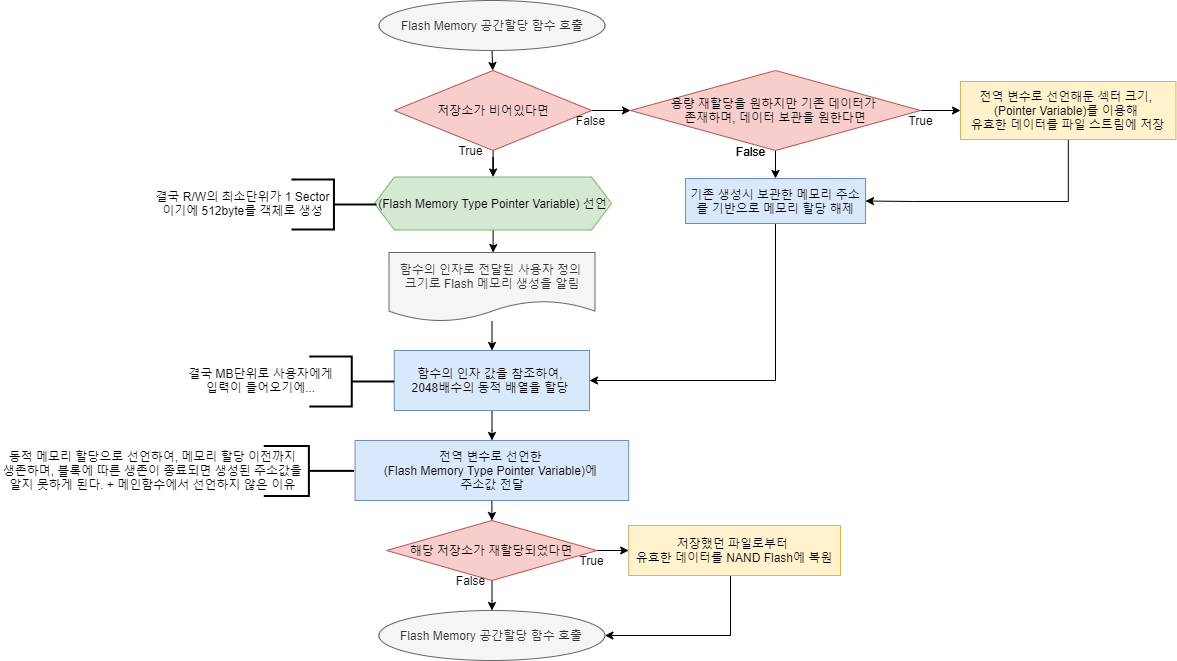 Flash Memory 공간할당 함수 호출
저장소가 비어있다면
False
True
용량 재할당을 원하지만 기존 데이터가
존재하며, 데이터 보관을 원한다면
True
False
전역 변수로 선언해둔 섹터 크기,
(Pointer Variable)를 이용해
유효한 데이터를 파일 스트림에 저장
결국 R/W의 최소단위가 1 Sector
이기에 512byte를 객체로 생성
(Flash Memory Type Pointer Variable) 선언
기존 생성시 보관한 메모리 주소
를 기반으로 메모리 할당 해제
함수의 인자로 전달된 사용자 정의
크기로 Flash 메모리 생성을 알림
결국 MB단위로 사용자에게
입력이 들어오기에...
함수의 인자 값을 참조하여,
2048배수의 동적 배열을 할당
동적 메모리 할당으로 선언하여, 메모리 할당 이전까지
생존하며, 블록에 따른 생존이 종료되면 생성된 주소값을
알지 못하게 된다. + 메인함수에서 선언하지 않은 이유
전역 변수로 선언한
(Flash Memory Type Pointer Variable)에
주소값 전달
해당 저장소가 재할당되었다면
True
False
저장했던 파일로부터
유효한 데이터를 NAND Flash에 복원
Flash Memory 공간할당 함수 호출